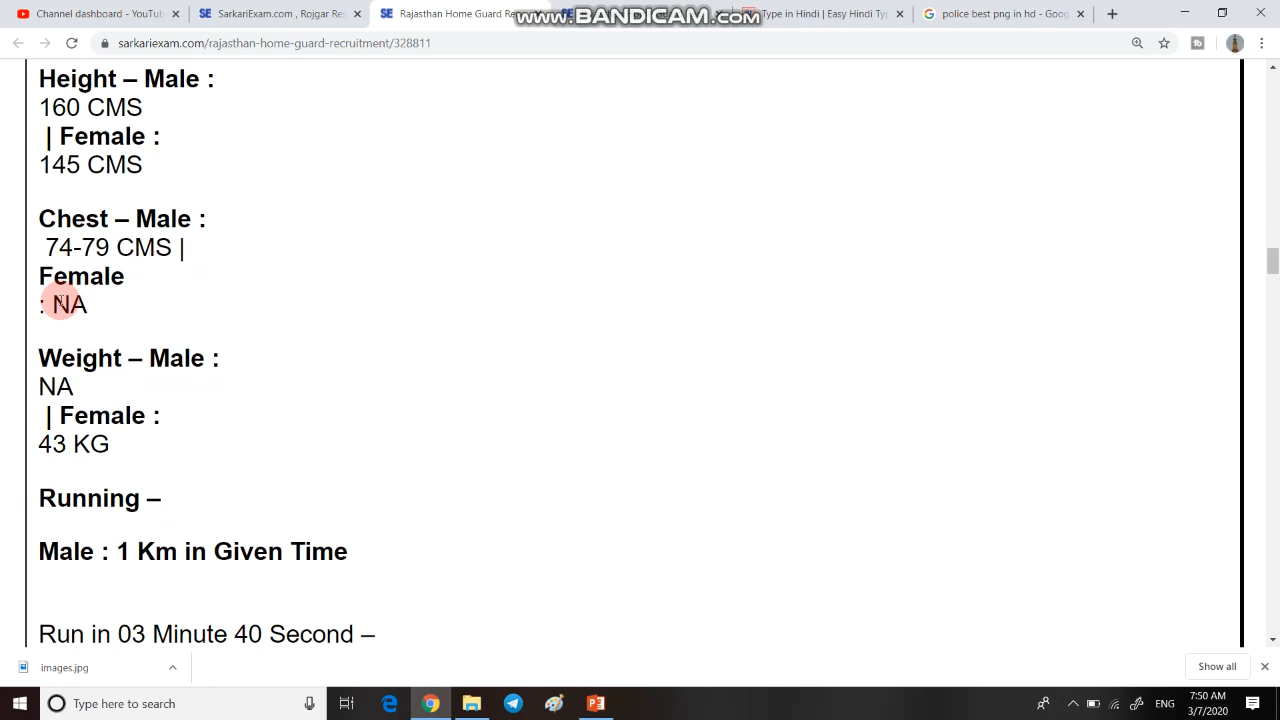 Channel dashboard - YouTub
SarkariExam.com , Rojgar Res
Rajasthan Home Guard Re
www.BANDICAM.com
Type in Hindi | Easy Hindi Typ
police best png in hd - Goog
sarkariexam.com/rajasthan-home-guard-recruitment/328811
Height – Male :
160 CMS
| Female :
145 CMS
Chest – Male :
74-79 CMS |
Female
: NA
Weight – Male :
NA
| Female :
43 KG
Running –
Male : 1 Km in Given Time
Run in 03 Minute 40 Second –
images.jpg
Show all
Type here to search
ENG
7:50 AM
3/7/2020